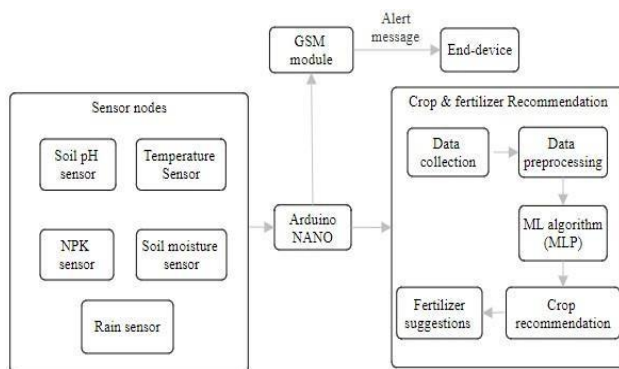 Alert
message
GSM
module
End-device
Sensor nodes
Soil pH
sensor
Temperature
Sensor
NPK
sensor
Soil moisture
sensor
Rain sensor
Arduino
NANO
Crop & fertilizer Recommendation
Data
collection
Data
preprocessing
ML algorithm
(MLP)
Crop
recommendation
Fertilizer
suggestions